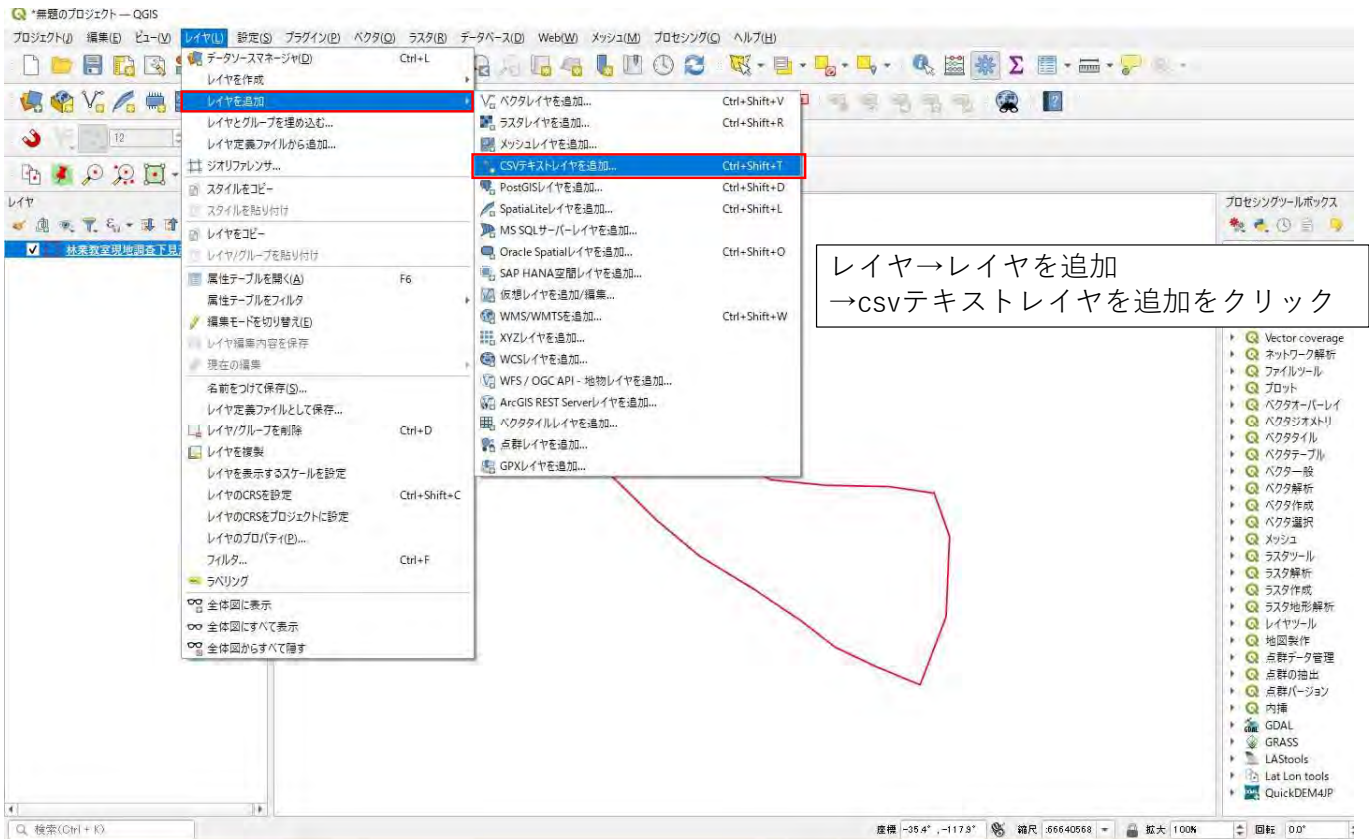 *無題のプロジェクト — QGIS
プロジェクト(J) 編集(E) ビュー(V) レイヤ(L) 設定(S) プラグイン(P) ベクタ(O) ラスタ(R) データベース(D) Web(W) メッシュ(M) プロセシング(C) ヘルプ(H)
データソースマネージャ(D) Ctrl+L
レイヤを作成
レイヤを追加
レイヤとグループを埋め込む...
レイヤ定義ファイルから追加...
ジオリファレンサ...
スタイルをコピー
スタイルを貼り付け
レイヤをコピー
レイヤ/グループを貼り付け
属性テーブルを開く(A) F6
属性テーブルをフィルタ
編集モードを切り替え(E)
レイヤ編集内容を保存
現在の編集
名前をつけて保存(S)...
レイヤ定義ファイルとして保存...
レイヤ/グループを削除 Ctrl+D
レイヤを複製
レイヤを表示するスケールを設定
レイヤのCRSを設定 Ctrl+Shift+C
レイヤのCRSをプロジェクトに設定
レイヤのプロパティ(P)...
フィルタ... Ctrl+F
ラベリング
全体図に表示
全体図にすべて表示
全体図からすべて隠す
ベクタレイヤを追加... Ctrl+Shift+V
ラスタレイヤを追加... Ctrl+Shift+R
メッシュレイヤを追加...
CSVテキストレイヤを追加... Ctrl+Shift+T
PostGISレイヤを追加... Ctrl+Shift+D
SpatiaLiteレイヤを追加... Ctrl+Shift+L
MS SQLサーバーレイヤを追加...
Oracle Spatialレイヤを追加... Ctrl+Shift+O
SAP HANA空間レイヤを追加...
仮想レイヤを追加/編集...
WMS/WMTSを追加... Ctrl+Shift+W
XYZレイヤを追加...
WCSレイヤを追加...
WFS / OGC API - 地物レイヤを追加...
ArcGIS REST Serverレイヤを追加...
ベクタタイルレイヤを追加...
点群レイヤを追加...
GPXレイヤを追加...
12
レイヤ
林業教室現地調査下見
レイヤ→レイヤを追加
→csvテキストレイヤを追加をクリック
プロセシングツールボックス
Vector coverage
ネットワーク解析
ファイルツール
プロット
ベクタオーバーレイ
ベクタジオメトリ
ベクタタイル
ベクタテーブル
ベクタ一般
ベクタ解析
ベクタ作成
ベクタ選択
メッシュ
ラスタツール
ラスタ解析
ラスタ作成
ラスタ地形解析
レイヤツール
地図製作
点群データ管理
点群の抽出
点群バージョン
内挿
GDAL
GRASS
LAStools
Lat Lon tools
QuickDEM4JP
検索(Ctrl + K)
座標 -35.4° ,-117.9° 縮尺 :66640568 拡大 100% 回転 0.0°